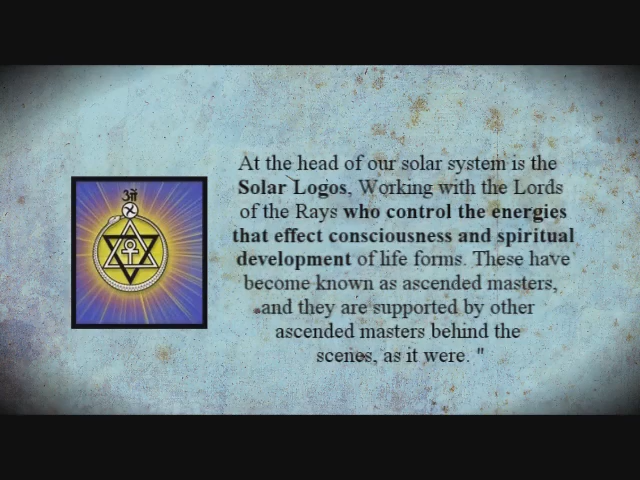 At the head of our solar system is the
Solar Logos, Working with the Lords
of the Rays who control the energies
that effect consciousness and spiritual
development of life forms. These have
become known as ascended masters,
and they are supported by other
ascended masters behind the
scenes, as it were. "